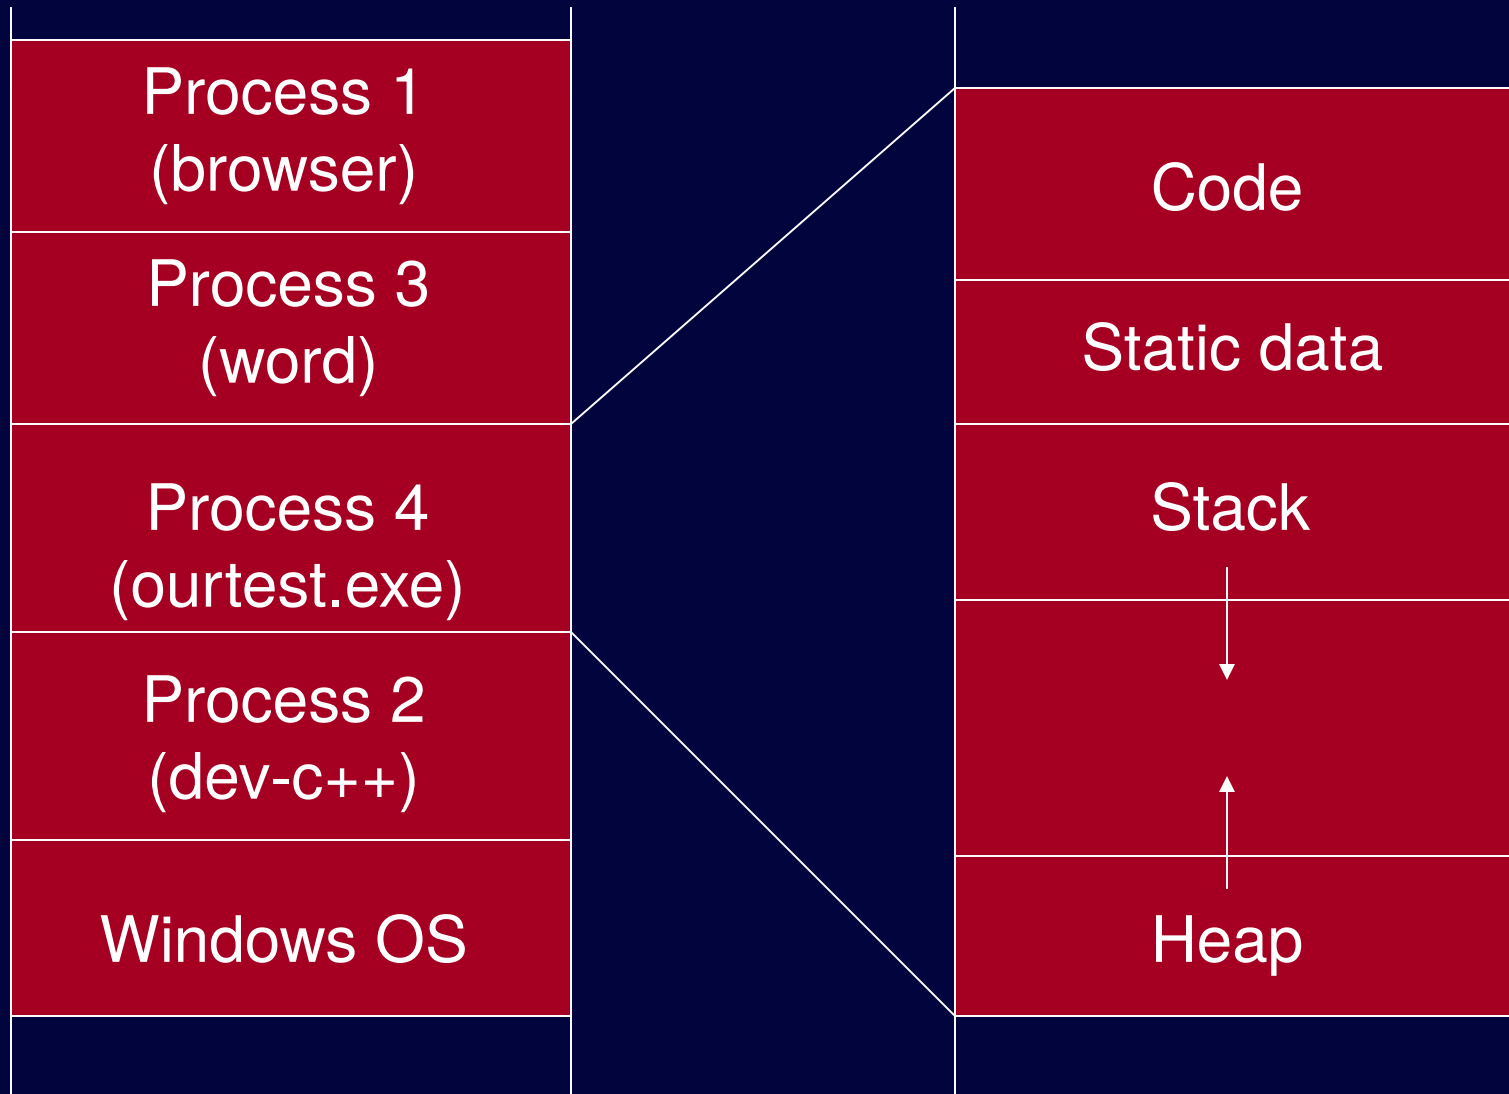 Process 1
(browser)
Process 3
(word)
Process 4
(ourtest.exe)
Process 2
(dev-c++)
Windows OS
Code
Static data
Stack
Heap